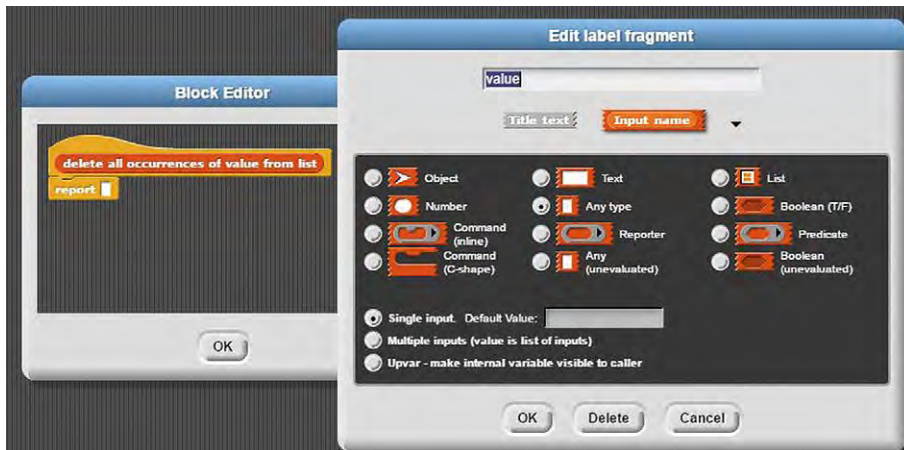 Edit label fragment
value
Title text
Input name
Block Editor
delete all occurrences of value from list
report
OK
Object
Text
List
Number
Any type
Boolean (T/F)
Command
(inline)
Reporter
Predicate
Command
(C-shape)
Any
(unevaluated)
Boolean
(unevaluated)
Single input. Default Value:
Multiple inputs (value is list of inputs)
Upvar - make internal variable visible to caller
OK
Delete
Cancel